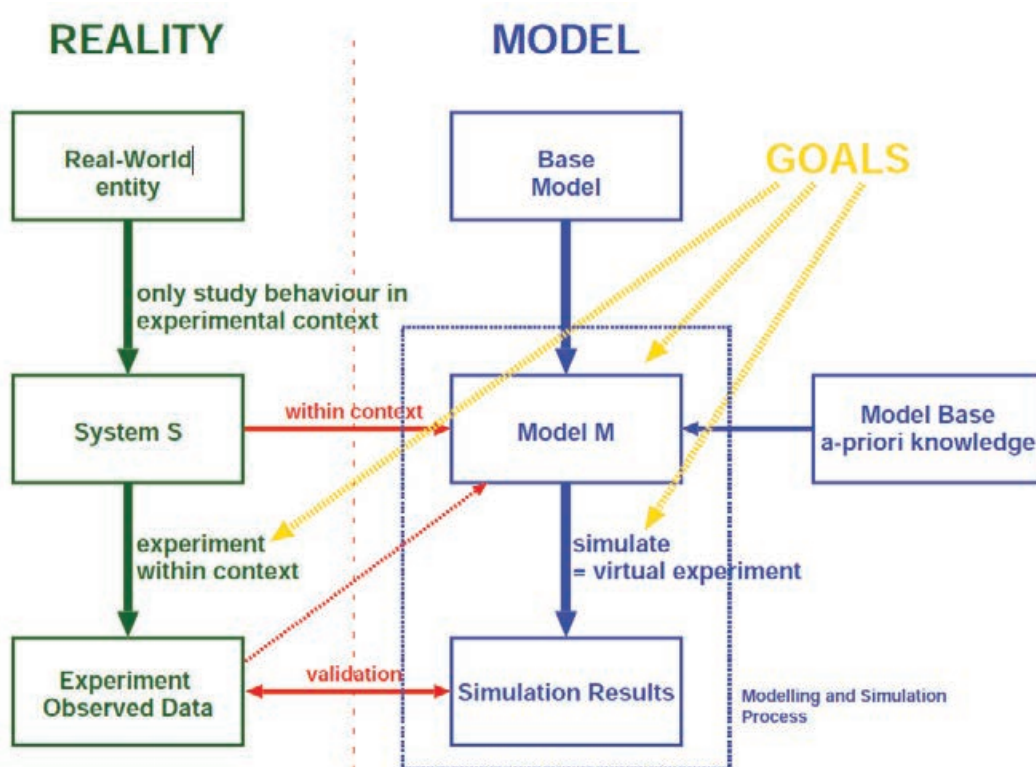 REALITY
MODEL
Real-World
entity
Base
Model
GOALS
only study behaviour in
experimental context
System S
within context
Model M
Model Base
a-priori knowledge
experiment
within context
simulate
= virtual experiment
Experiment
Observed Data
validation
Simulation Results
Modelling and Simulation
Process